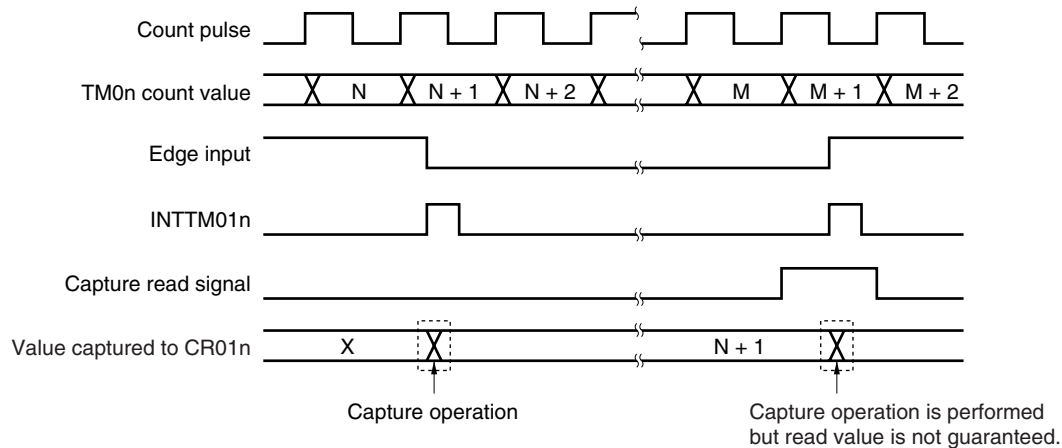 Count pulse
TM0n count value
N
N + 1
N + 2
M
M + 1
M + 2
Edge input
INTTM01n
Capture read signal
Value captured to CR01n
X
N + 1
Capture operation
Capture operation is performed
but read value is not guaranteed.